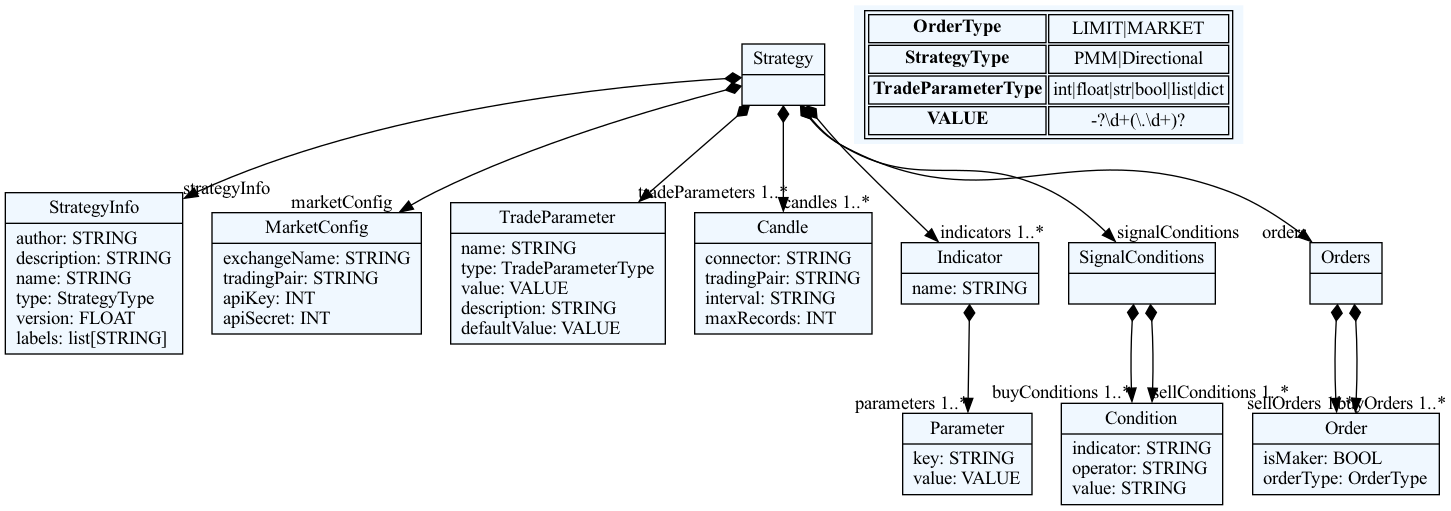 Strategy
OrderType LIMIT|MARKET
StrategyType PMM|Directional
TradeParameterType int|float|str|bool|list|dict
VALUE -?\d+(\.\d+)?
strategyInfo
marketConfig
tradeParameters 1..*
candles 1..*
indicators 1..*
signalConditions
orders
StrategyInfo
author: STRING
description: STRING
name: STRING
type: StrategyType
version: FLOAT
labels: list[STRING]
MarketConfig
exchangeName: STRING
tradingPair: STRING
apiKey: INT
apiSecret: INT
TradeParameter
name: STRING
type: TradeParameterType
value: VALUE
description: STRING
defaultValue: VALUE
Candle
connector: STRING
tradingPair: STRING
interval: STRING
maxRecords: INT
Indicator
name: STRING
SignalConditions
Orders
parameters 1..*
buyConditions 1..*
sellConditions 1..*
sellOrders 1..*
buyOrders 1..*
Parameter
key: STRING
value: VALUE
Condition
indicator: STRING
operator: STRING
value: STRING
Order
isMaker: BOOL
orderType: OrderType